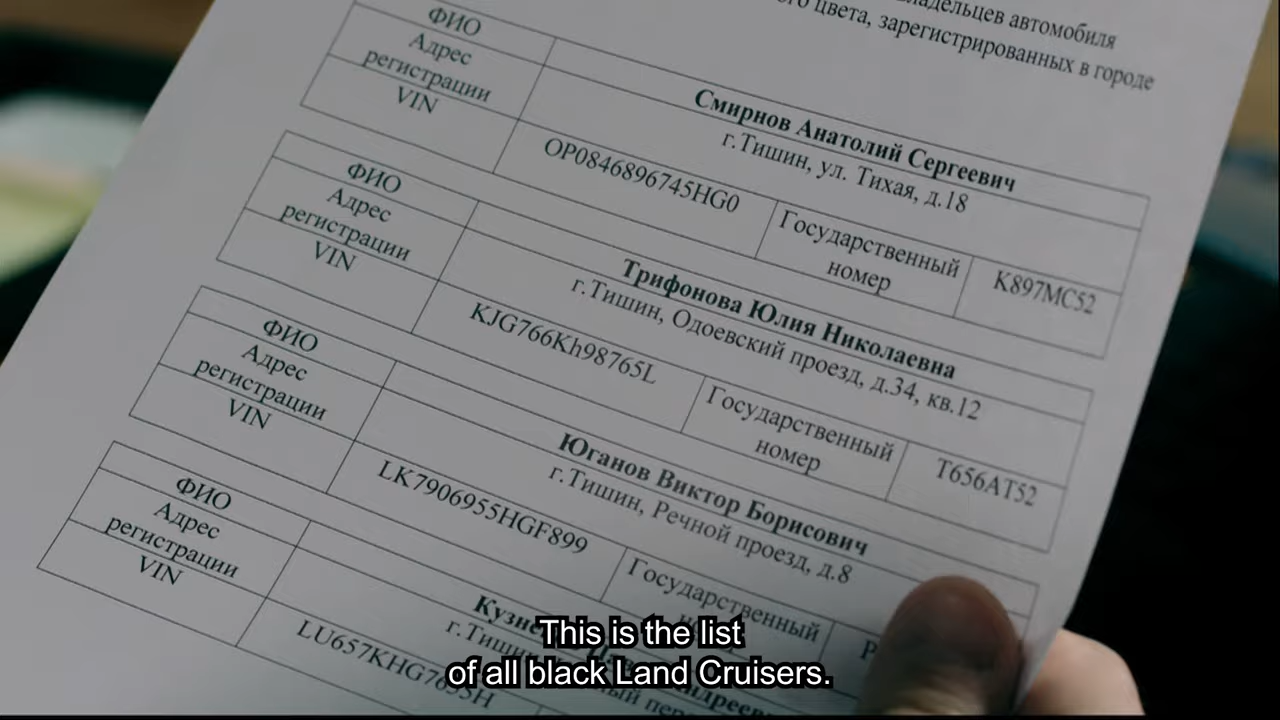 владельцев автомобиля
цвета, зарегистрированных в городе
ФИО
Смирнов Анатолий Сергеевич
Адрес регистрации
г.Тишин, ул. Тихая, д.18
VIN
OP0846896745HG0
Государственный номер
K897MC52
ФИО
Трифонова Юлия Николаевна
Адрес регистрации
г.Тишин, Одоевский проезд, д.34, кв.12
VIN
KJG766Kh98765L
Государственный номер
T656AT52
ФИО
Юганов Виктор Борисович
Адрес регистрации
г.Тишин, Речной проезд, д.8
VIN
LK7906955HGF899
Государственный
ФИО
Адрес регистрации
г.Тишин
VIN
This is the list
of all black Land Cruisers.